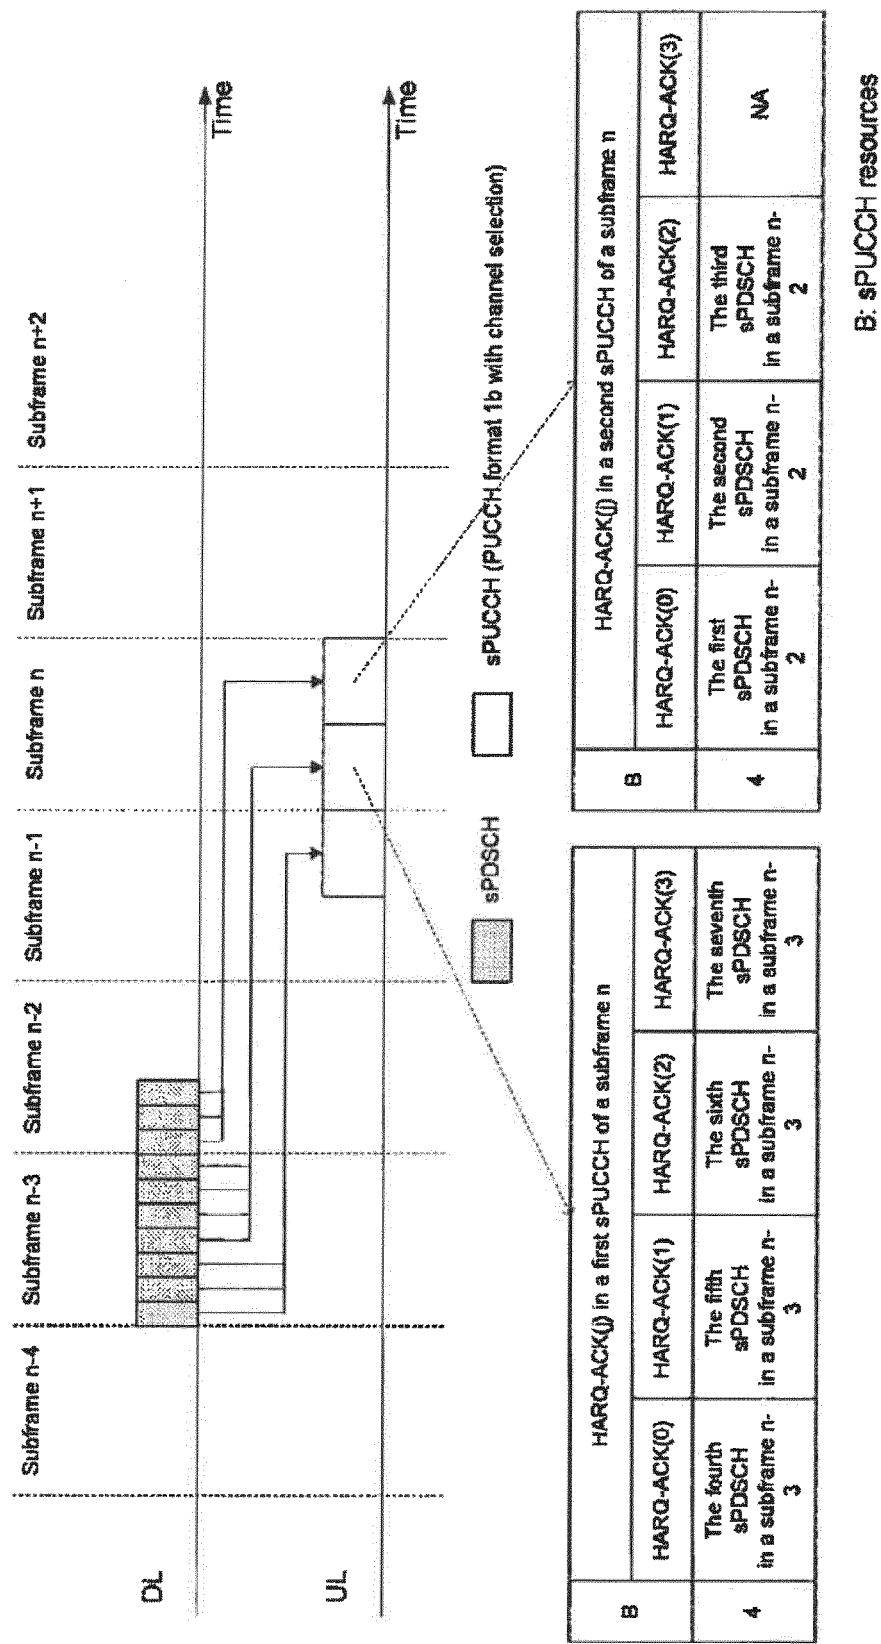 Subframe n-4
Subframe n-3
Subframe n-2
Subframe n-1
Subframe n
Subframe n+1
Subframe n+2
DL
Time
UL
Time
sPDSCH
sPUCCH (PUCCH format 1b with channel selection)
B
HARQ-ACK(j) in a first sPUCCH of a subframe n
HARQ-ACK(0)
HARQ-ACK(1)
HARQ-ACK(2)
HARQ-ACK(3)
4
The fourth
sPDSCH
in a subframe n-
3
The fifth
sPDSCH
in a subframe n-
3
The sixth
sPDSCH
in a subframe n-
3
The seventh
sPDSCH
in a subframe n-
3
B
HARQ-ACK(j) in a second sPUCCH of a subframe n
HARQ-ACK(0)
HARQ-ACK(1)
HARQ-ACK(2)
HARQ-ACK(3)
4
The first
sPDSCH
in a subframe n-
2
The second
sPDSCH
in a subframe n-
2
The third
sPDSCH
in a subframe n-
2
NA
B: sPUCCH resources